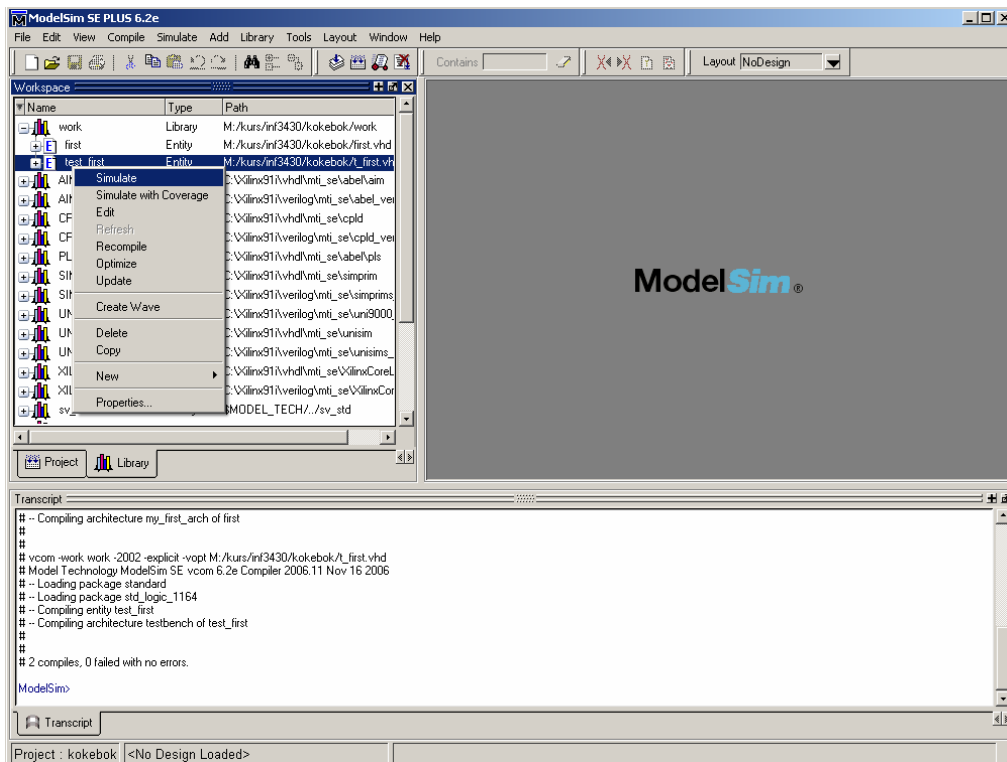 ModelSim SE PLUS 6.2e
File Edit View Compile Simulate Add Library Tools Layout Window Help
Contains Layout NoDesign
Workspace
Name Type Path
work Library M:/kurs/inf3430/kokebok/work
first Entity M:/kurs/inf3430/kokebok/first.vhd
test_first Entity M:/kurs/inf3430/kokebok/t_first.vh
C:\Xilinx91i\vhdl\mti_se\abel\aim
C:\Xilinx91i\verilog\mti_se\abel_ver
C:\Xilinx91i\vhdl\mti_se\cpld
C:\Xilinx91i\verilog\mti_se\cpld_ver
PL C:\Xilinx91i\vhdl\mti_se\abel\pls
C:\Xilinx91i\vhdl\mti_se\simprim
C:\Xilinx91i\verilog\mti_se\simprims_
C:\Xilinx91i\verilog\mti_se\uni9000_
C:\Xilinx91i\vhdl\mti_se\unisim
C:\Xilinx91i\verilog\mti_se\unisims_
XIL C:\Xilinx91i\vhdl\mti_se\XilinxCoreL
XIL C:\Xilinx91i\verilog\mti_se\XilinxCor
sv_ $MODEL_TECH/../sv_std
Simulate
Simulate with Coverage
Edit
Refresh
Recompile
Optimize
Update
Create Wave
Delete
Copy
New
Properties...
ModelSim ®
Project Library
Transcript
# -- Compiling architecture my_first_arch of first
#
#
# vcom -work work -2002 -explicit -vopt M:/kurs/inf3430/kokebok/t_first.vhd
# Model Technology ModelSim SE vcom 6.2e Compiler 2006.11 Nov 16 2006
# -- Loading package standard
# -- Loading package std_logic_1164
# -- Compiling entity test_first
# -- Compiling architecture testbench of test_first
#
#
# 2 compiles, 0 failed with no errors.
ModelSim>
Transcript
Project : kokebok <No Design Loaded>